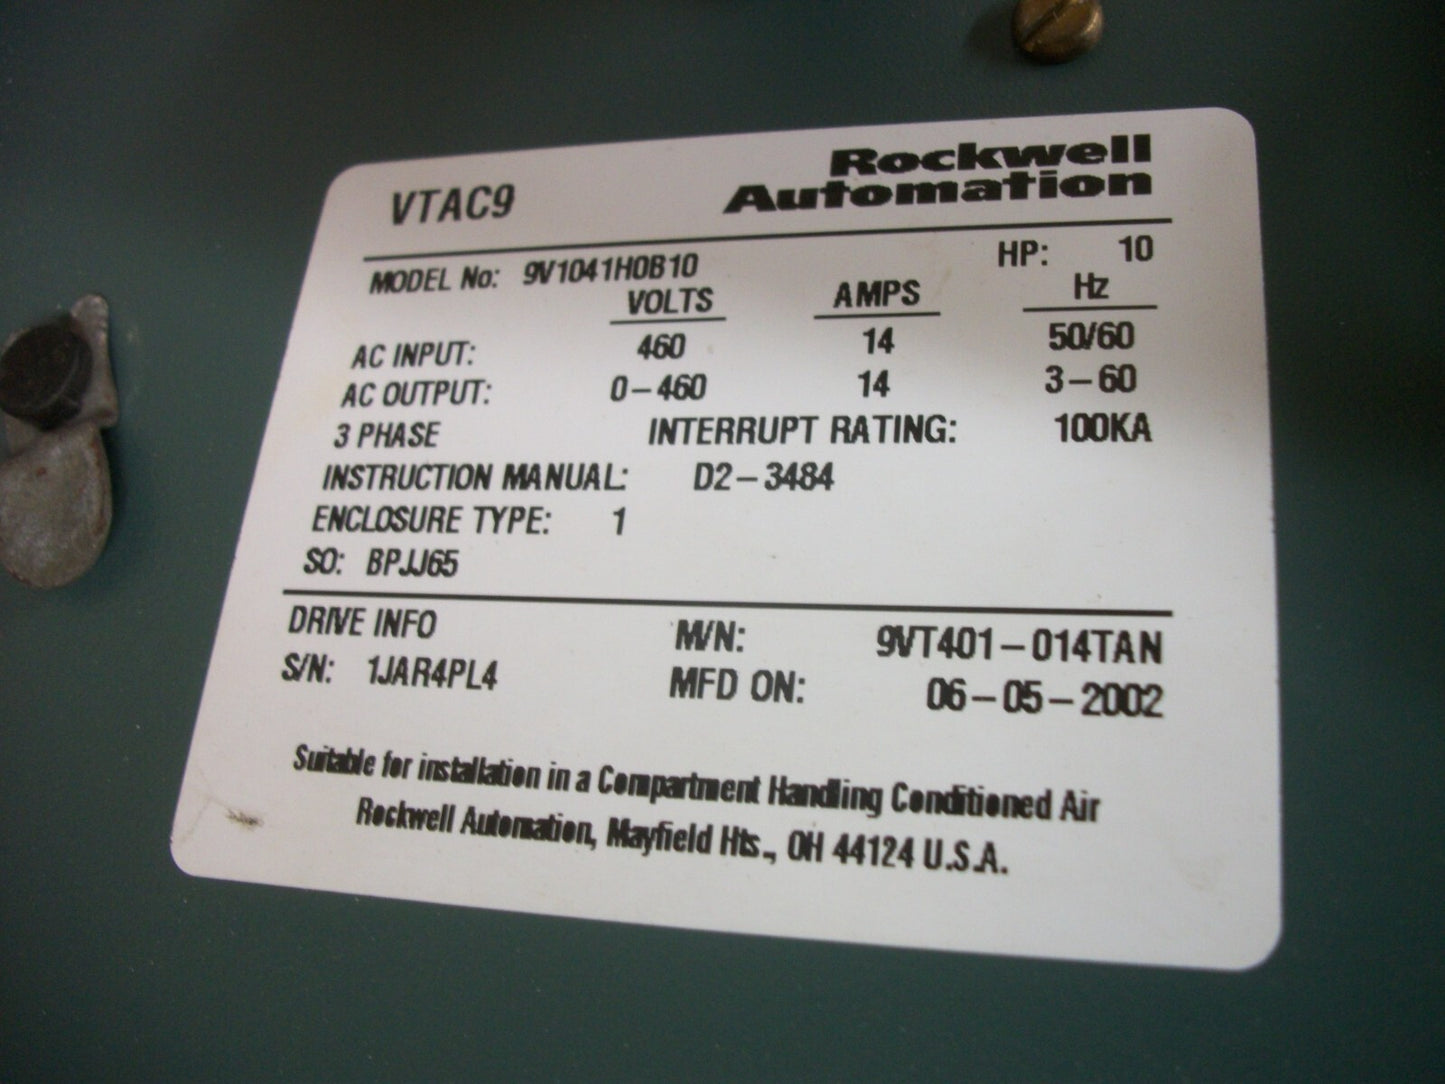 VTAC9
Rockwell
Automation
MODEL No: 9V1041H0B10 HP: 10
VOLTS AMPS Hz
AC INPUT: 460 14 50/60
AC OUTPUT: 0-460 14 3-60
3 PHASE INTERRUPT RATING: 100KA
INSTRUCTION MANUAL: D2-3484
ENCLOSURE TYPE: 1
SO: BPJJ65
DRIVE INFO M/N: 9VT401-014TAN
S/N: 1JAR4PL4 MFD ON: 06-05-2002
Suitable for installation in a Compartment Handling Conditioned Air
Rockwell Automation, Mayfield Hts., OH 44124 U.S.A.